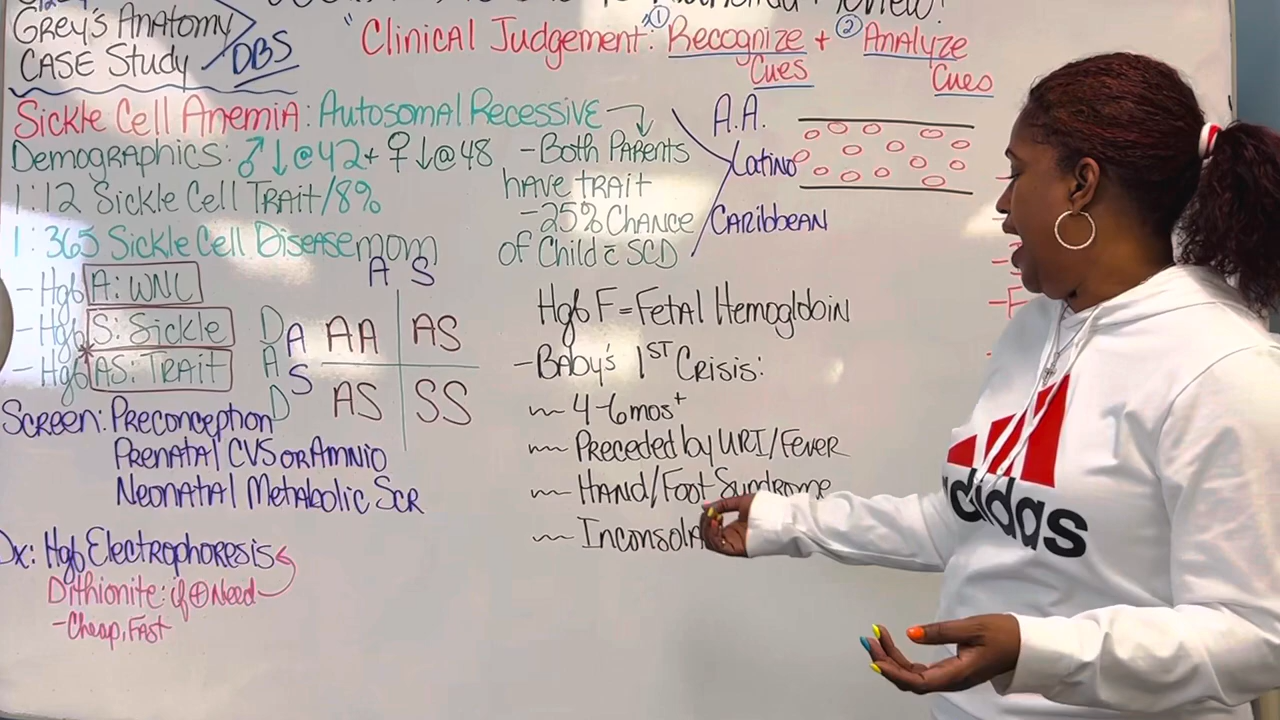 Grey's Anatomy
CASE Study
DBS
"Clinical Judgement: "① Recognize + ② Analyze
Cues Cues
Sickle Cell Anemia: Autosomal Recessive
Demographics: ♂↓@42+ ♀↓@48
1:12 Sickle Cell Trait/8%
1:365 Sickle Cell Disease
- Both Parents
have trait
- 25% Chance
of Child c̄ SCD
A.A.
Latino
Caribbean
- Hgb A: WNL
- Hgb S: Sickle
* - Hgb AS: Trait
mom
A S
DAD
A AA AS
S AS SS
Screen: Preconception
Prenatal CVS or Amnio
Neonatal Metabolic Scr
Dx: Hgb Electrophoresis
Dithionite: if ⊕ Need
- Cheap, Fast
Hgb F = Fetal Hemoglobin
- Baby's 1ST Crisis:
~ 4-6mos+
~ Preceded by URI/Fever
~ Hand/Foot Syndrome
adidas